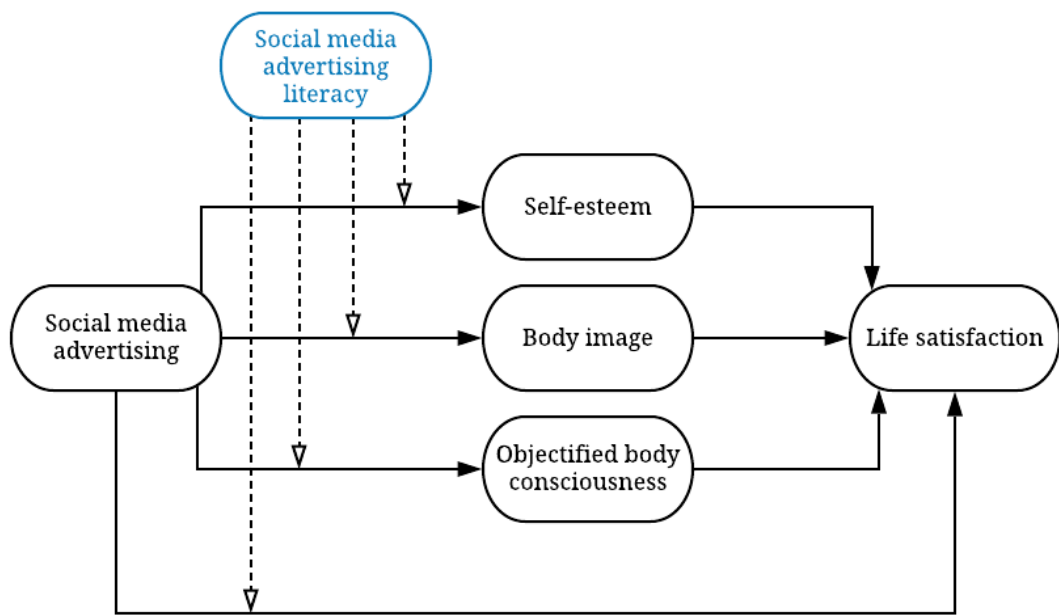 Social media
advertising
literacy
Self-esteem
Social media
advertising
Body image
Life satisfaction
Objectified body
consciousness